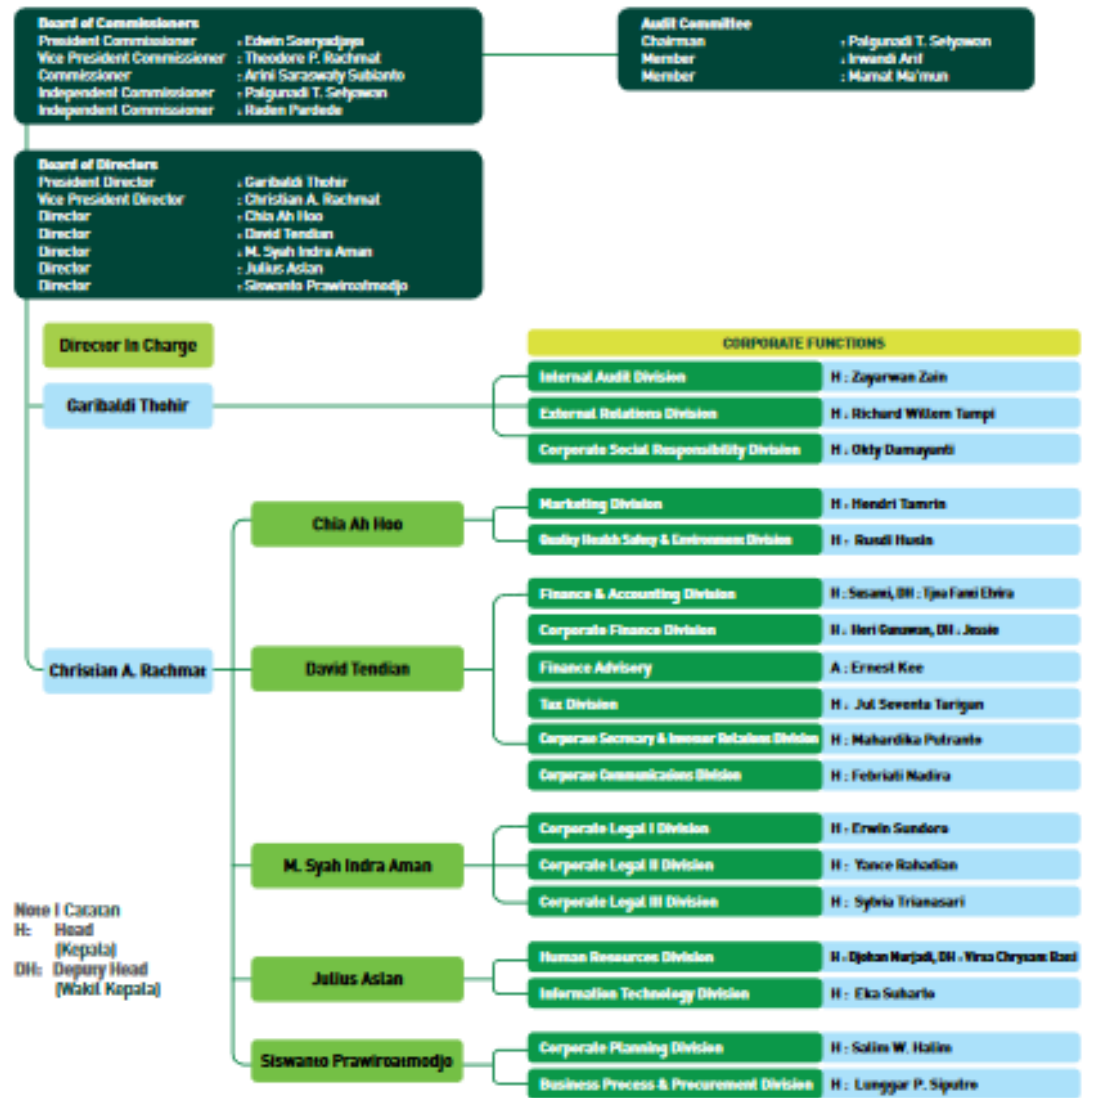 Board of Commissioners
President Commissioner : Edwin Soeryadjaya
Vice President Commissioner : Theodore P. Rachmat
Commissioner : Arini Saraswaty Subianto
Independent Commissioner : Palgunadi T. Setyawan
Independent Commissioner : Raden Pardede
Audit Committee
Chairman : Palgunadi T. Setyawan
Member : Irwandi Arif
Member : Mamat Ma'mun
Board of Directors
President Director : Garibaldi Thohir
Vice President Director : Christian A. Rachmat
Director : Chia Ah Hoo
Director : David Tendian
Director : M. Syah Indra Aman
Director : Julius Aslan
Director : Siswanto Prawiroatmodjo
Director In Charge
CORPORATE FUNCTIONS
Garibaldi Thohir
Internal Audit Division H : Zayarwan Zain
External Relations Division H : Richard Willem Tampi
Corporate Social Responsibility Division H : Okty Damayanti
Chia Ah Hoo
Marketing Division H : Hendri Tamrin
Quality Health Safety & Environment Division H : Rusdi Husin
Christian A. Rachmat
David Tendian
Finance & Accounting Division H : Susanti, DH : Tjoa Fanni Elvira
Corporate Finance Division H : Heri Gunawan, DH : Jessie
Finance Advisory A : Ernest Kee
Tax Division H : Jul Seventa Tarigan
Corporate Secretary & Investor Relations Division H : Mahardika Putranto
Corporate Communications Division H : Febriati Nadira
M. Syah Indra Aman
Corporate Legal I Division H : Erwin Sundoro
Corporate Legal II Division H : Yance Rahadian
Corporate Legal III Division H : Sylvia Trianasari
Julius Aslan
Human Resources Division H : Djohan Nurjadi, DH :
Information Technology Division H : Eka Suharto
Siswanto Prawiroatmodjo
Corporate Planning Division H : Salim W. Halim
Business Process & Procurement Division H : Lunggar P. Siputro
Note | Catatan
H: Head
(Kepala)
DH: Deputy Head
(Wakil Kepala)